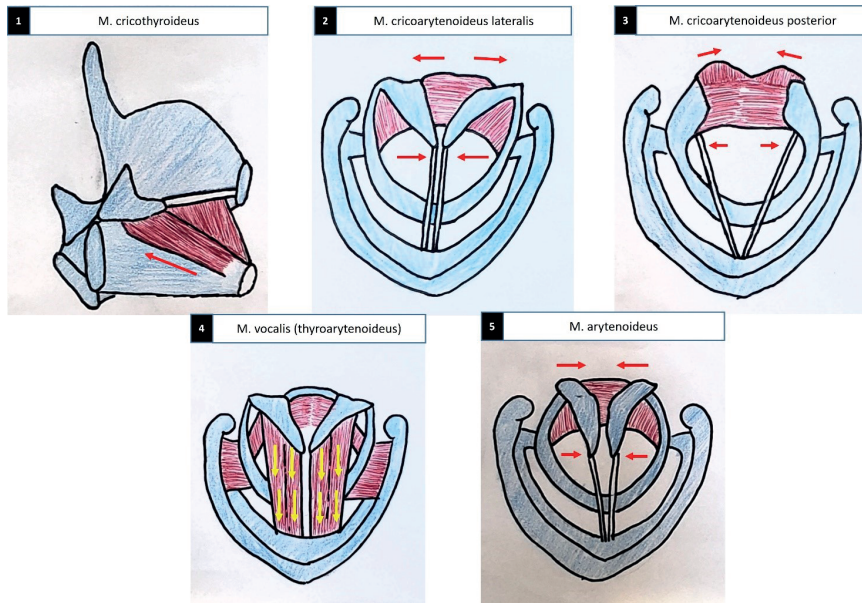 1 M. cricothyroideus
2 M. cricoarytenoideus lateralis
3 M. cricoarytenoideus posterior
4 M. vocalis (thyroarytenoideus)
5 M. arytenoideus